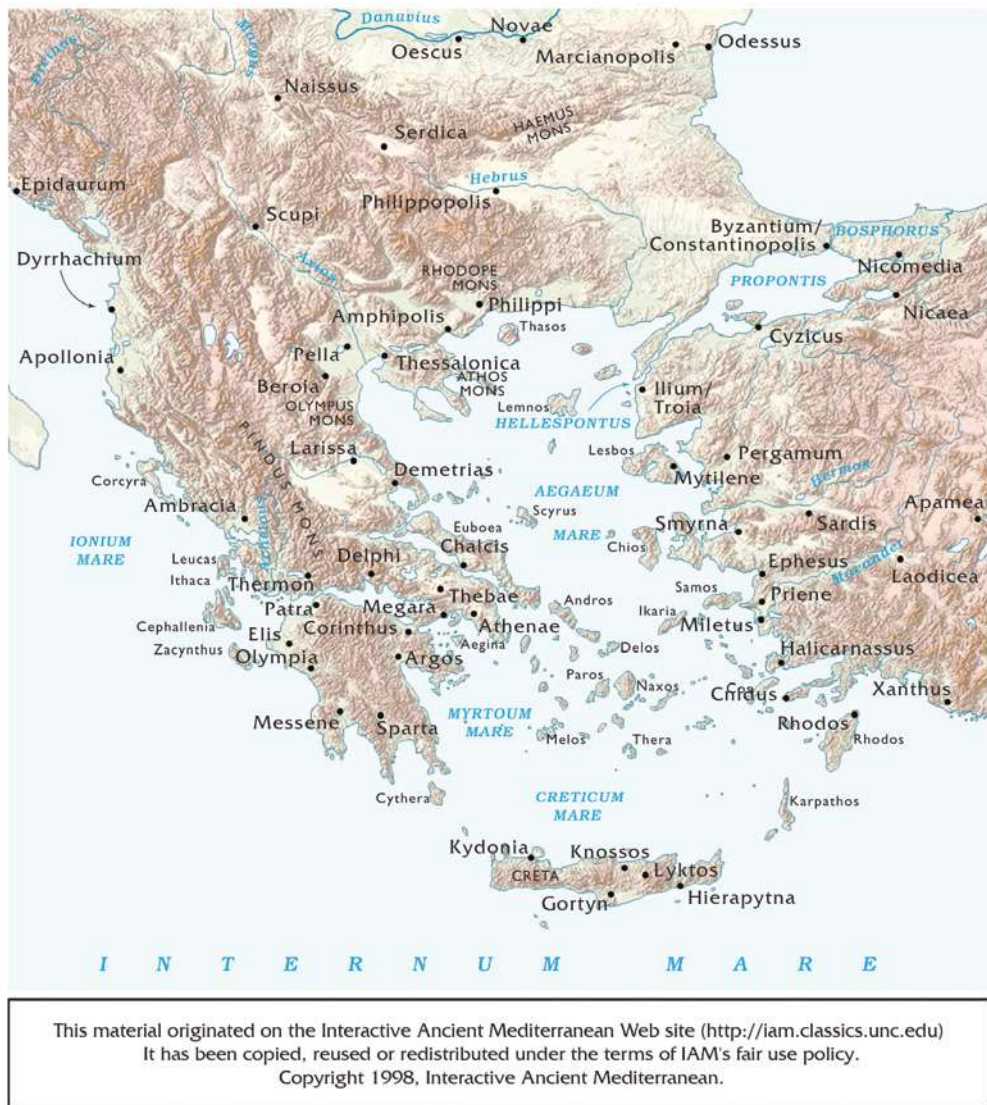 Danuvius
Novae
Oescus
Marcianopolis
Odessus
Drinus
Margus
Naissus
HAEMUS
MONS
Serdica
Epidaurum
Hebrus
Philippopolis
Scupi
Byzantium/
Constantinopolis
BOSPHORUS
Dyrrhachium
Axios
RHODOPE
MONS
Nicomedia
PROPONTIS
Philippi
Amphipolis
Thasos
Nicaea
Cyzicus
Apollonia
Pella
Thessalonica
Beroia
ATHOS
MONS
OLYMPUS
MONS
Ilium/
Troia
Lemnos
HELLESPONTUS
PINDUS MONS
Larissa
Lesbos
Pergamum
Demetrias
Mytilene
Hermos
Corcyra
AEGAEUM
MARE
Apamea
Ambracia
Scyrus
Euboea
Smyrna
Sardis
IONIUM
MARE
Chalcis
Chios
Leucas
Delphi
Ephesus
Ithaca
Thermon
Laodicea
Thebae
Samos
Priene
Patra
Megara
Andros
Ikaria
Cephallenia
Corinthus
Athenae
Miletus
Elis
Aegina
Delos
Zacynthus
Olympia
Argos
Halicarnassus
Paros
Naxos
Cos
Cnidus
Xanthus
Messene
Sparta
MYRTOUM
MARE
Rhodos
Melos
Thera
Rhodos
Cythera
CRETICUM
MARE
Karpathos
Kydonia
Knossos
CRETA
Lyktos
Gortyn
Hierapytna
INTERNUM MARE
This material originated on the Interactive Ancient Mediterranean Web site (http://iam.classics.unc.edu)
It has been copied, reused or redistributed under the terms of IAM's fair use policy.
Copyright 1998, Interactive Ancient Mediterranean.